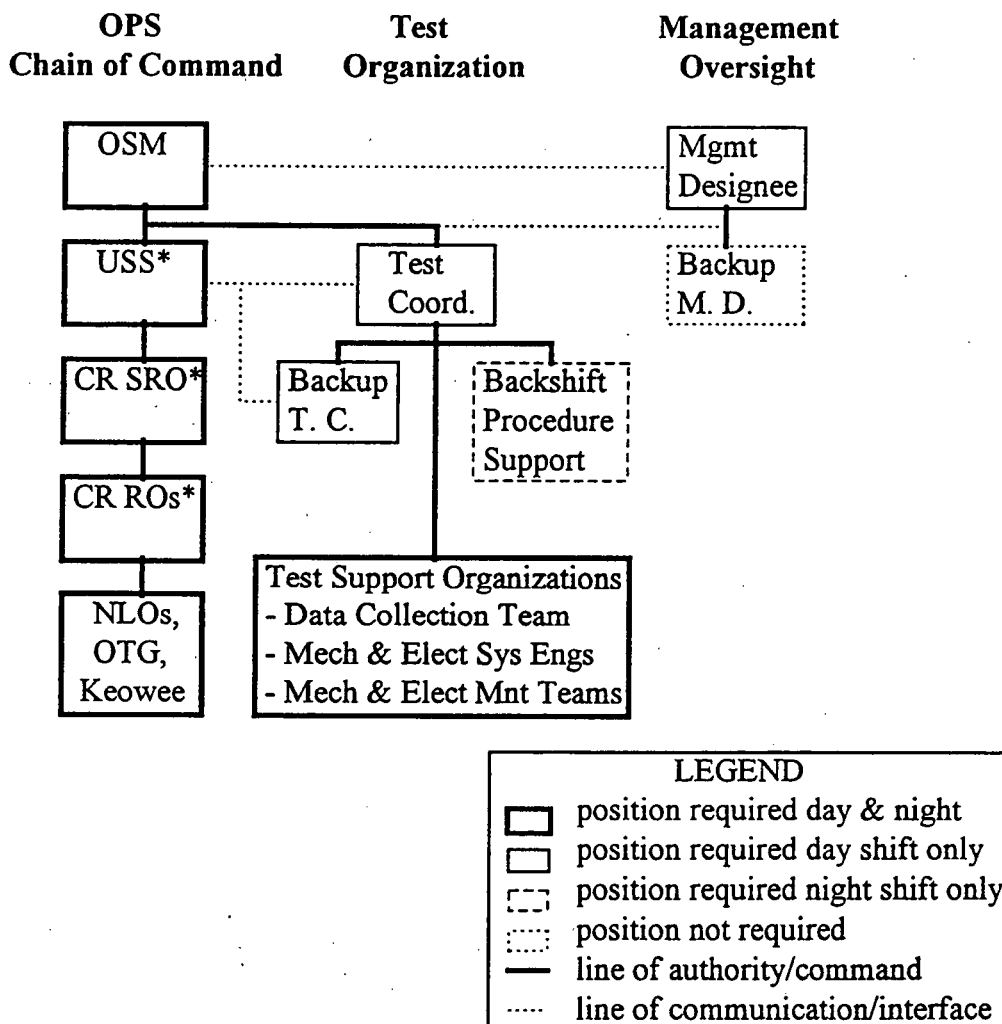 OPS
Chain of Command
Test
Organization
Management
Oversight
OSM
Mgmt
Designee
USS*
Test
Coord.
Backup
M. D.
CR SRO*
Backup
T. C.
Backshift
Procedure
Support
CR ROs*
NLOs,
OTG,
Keowee
Test Support Organizations
- Data Collection Team
- Mech & Elect Sys Engs
- Mech & Elect Mnt Teams
LEGEND
position required day & night
position required day shift only
position required night shift only
position not required
line of authority/command
line of communication/interface